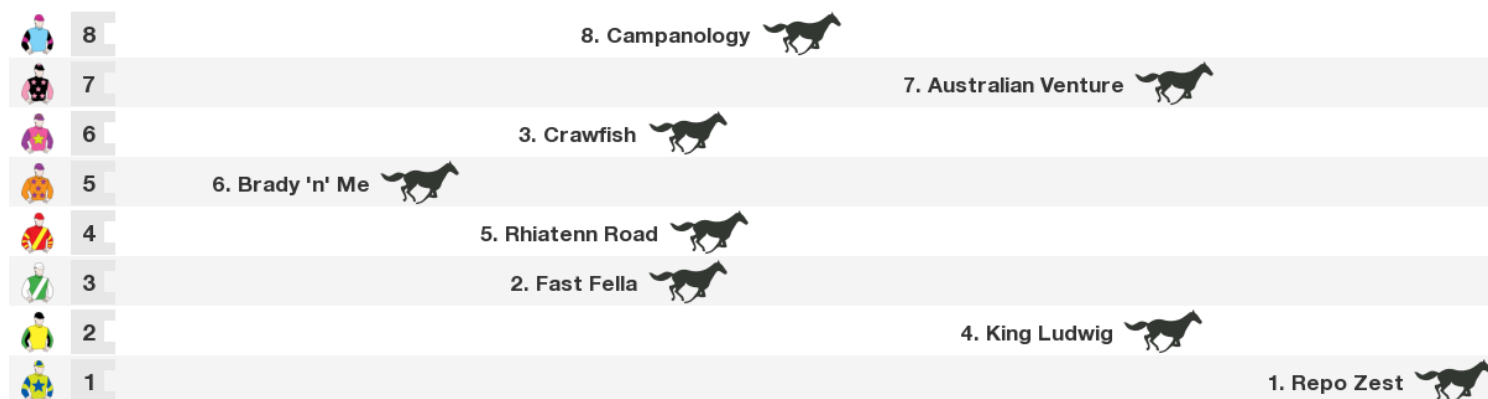 8 8. Campanology
7 7. Australian Venture
6 3. Crawfish
5 6. Brady 'n' Me
4 5. Rhiatenn Road
3 2. Fast Fella
2 4. King Ludwig
1 1. Repo Zest